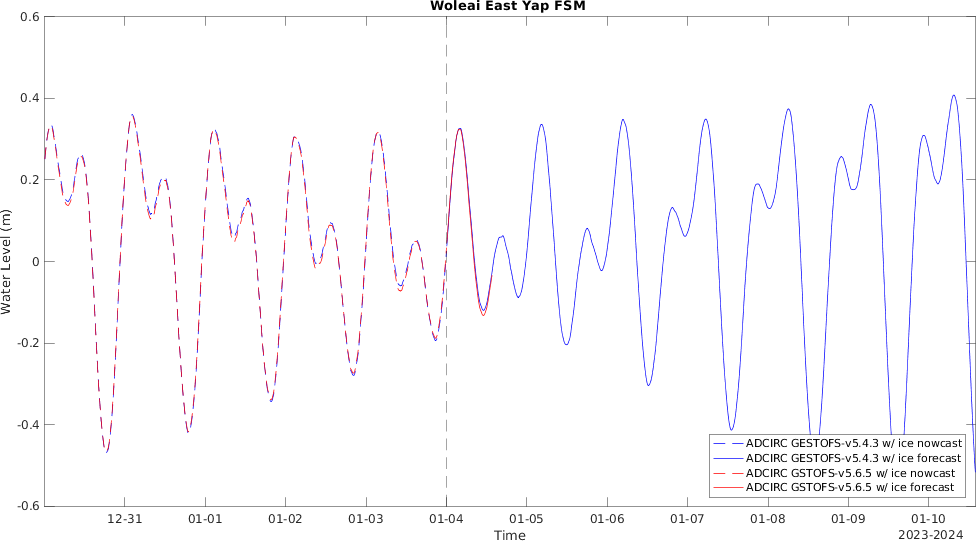 Woleai East Yap FSM
0.6
0.4
0.2
0
-0.2
-0.4
-0.6
Water Level (m)
ADCIRC GESTOFS-v5.4.3 w/ ice nowcast
ADCIRC GESTOFS-v5.4.3 w/ ice forecast
ADCIRC GSTOFS-v5.6.5 w/ ice nowcast
ADCIRC GSTOFS-v5.6.5 w/ ice forecast
12-31 01-01 01-02 01-03 01-04 01-05 01-06 01-07 01-08 01-09 01-10
Time
2023-2024